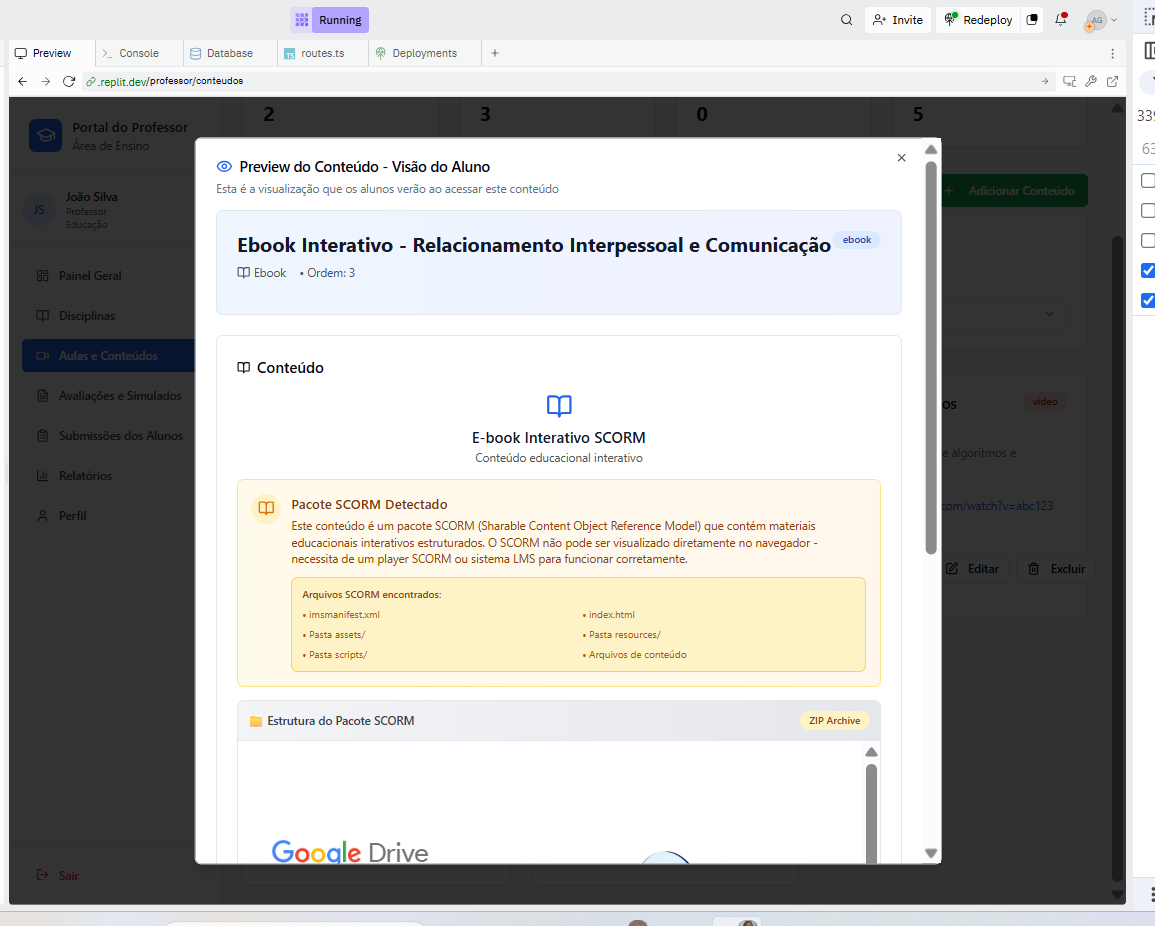 Running
Invite
Redeploy
AG
Preview
Console
Database
TS routes.ts
Deployments
.replit.dev/professor/conteudos
2
3
0
5
Portal do Professor
Área de Ensino
JS
João Silva
Professor
Educação
Painel Geral
Disciplinas
Aulas e Conteúdos
Avaliações e Simulados
Submissões dos Alunos
Relatórios
Perfil
Sair
Adicionar Conteúdo
os
video
e algoritmos e
com/watch?v=abc123
Editar
Excluir
Preview do Conteúdo - Visão do Aluno
Esta é a visualização que os alunos verão ao acessar este conteúdo
Ebook Interativo - Relacionamento Interpessoal e Comunicação
ebook
Ebook • Ordem: 3
Conteúdo
E-book Interativo SCORM
Conteúdo educacional interativo
Pacote SCORM Detectado
Este conteúdo é um pacote SCORM (Sharable Content Object Reference Model) que contém materiais
educacionais interativos estruturados. O SCORM não pode ser visualizado diretamente no navegador -
necessita de um player SCORM ou sistema LMS para funcionar corretamente.
Arquivos SCORM encontrados:
• imsmanifest.xml
• index.html
• Pasta assets/
• Pasta resources/
• Pasta scripts/
• Arquivos de conteúdo
Estrutura do Pacote SCORM
ZIP Archive
Google Drive
339
63